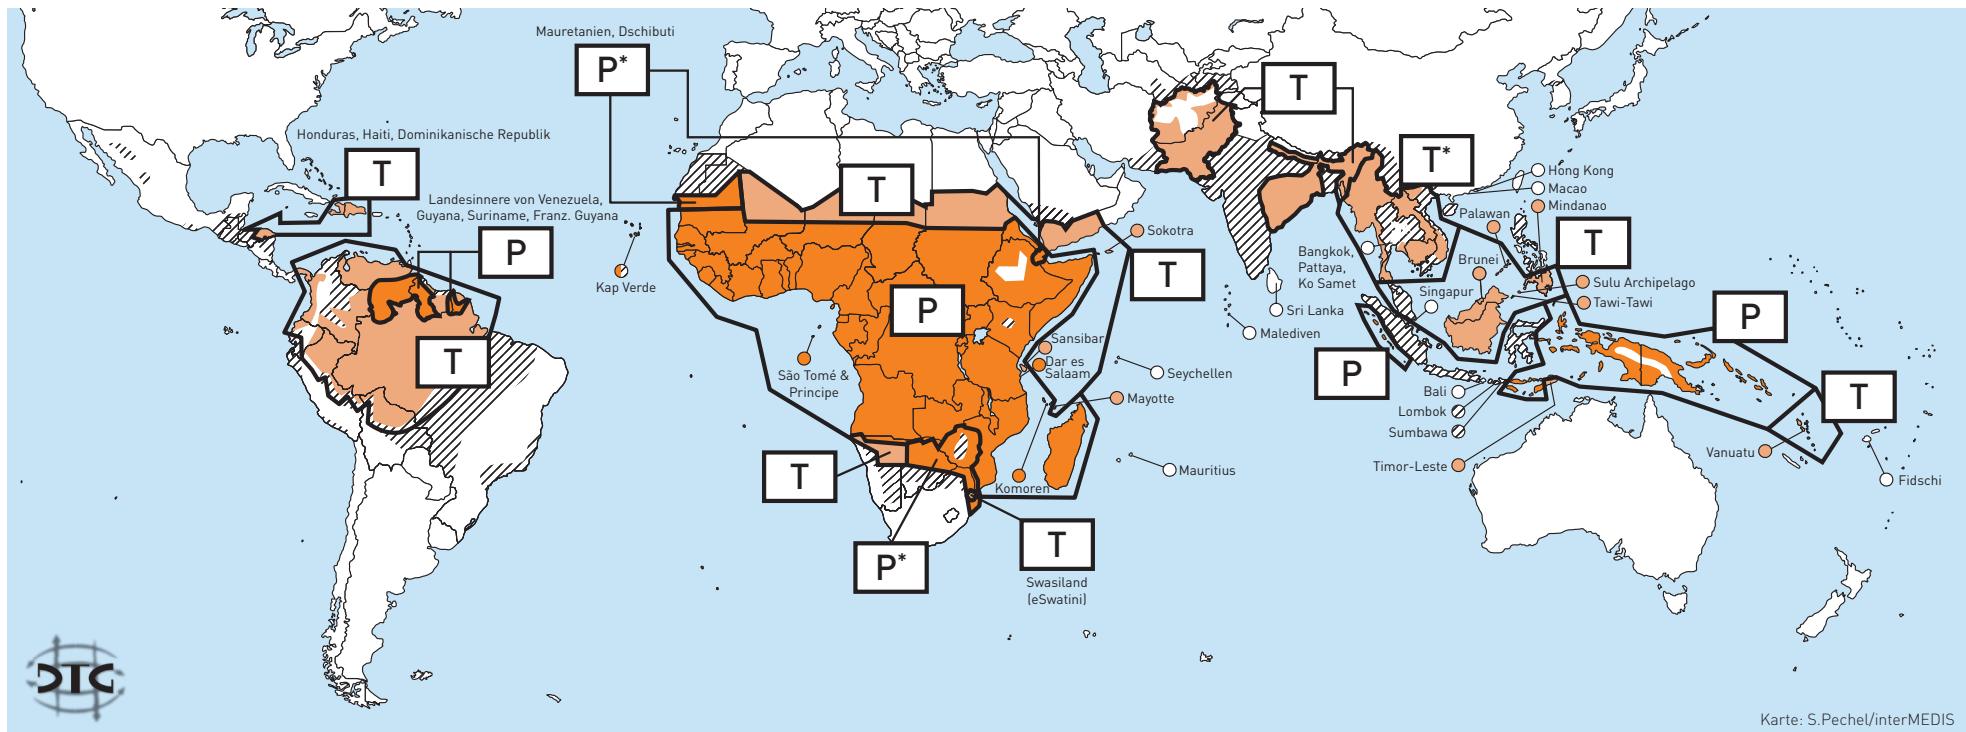 Mauretanien, Dschibuti
P*
T
Honduras, Haiti, Dominikanische Republik
T
T*
Hong Kong
Macao
Mindanao
Landesinnere von Venezuela,
Guyana, Suriname, Franz. Guyana
P
T
Palawan
T
Sokotra
Bangkok,
Pattaya,
Ko Samet
Brunei
T
Kap Verde
T
Sulu Archipelago
Tawi-Tawi
Singapur
Sri Lanka
Malediven
P
P
Sansibar
Dar es
Salaam
T
São Tomé &
Principe
Seychellen
P
Bali
Lombok
Sumbawa
T
Mayotte
Vanuatu
Timor-Leste
T
Komoren
Mauritius
Fidschi
P*
T
Swasiland
(eSwatini)
DTG
Karte: S.Pechel/interMEDIS